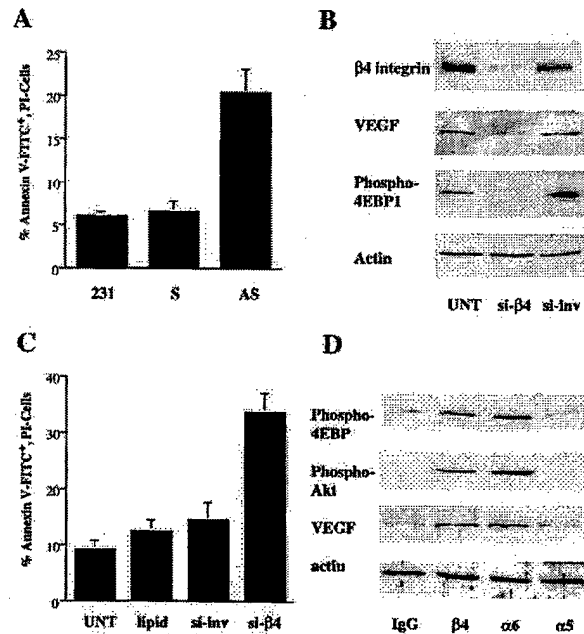 A
% Annexin V-FITC⁺, PI-Cells
25
20
15
10
5
0
231 S AS
B
β4 integrin
VEGF
Phospho-
4EBP1
Actin
UNT si-β4 si-inv
C
% Annexin V-FITC⁺, PI-Cells
40
30
20
10
0
UNT lipid si-inv si-β4
D
Phospho-
4EBP
Phospho-
Akt
VEGF
actin
IgG β4 α6 α5